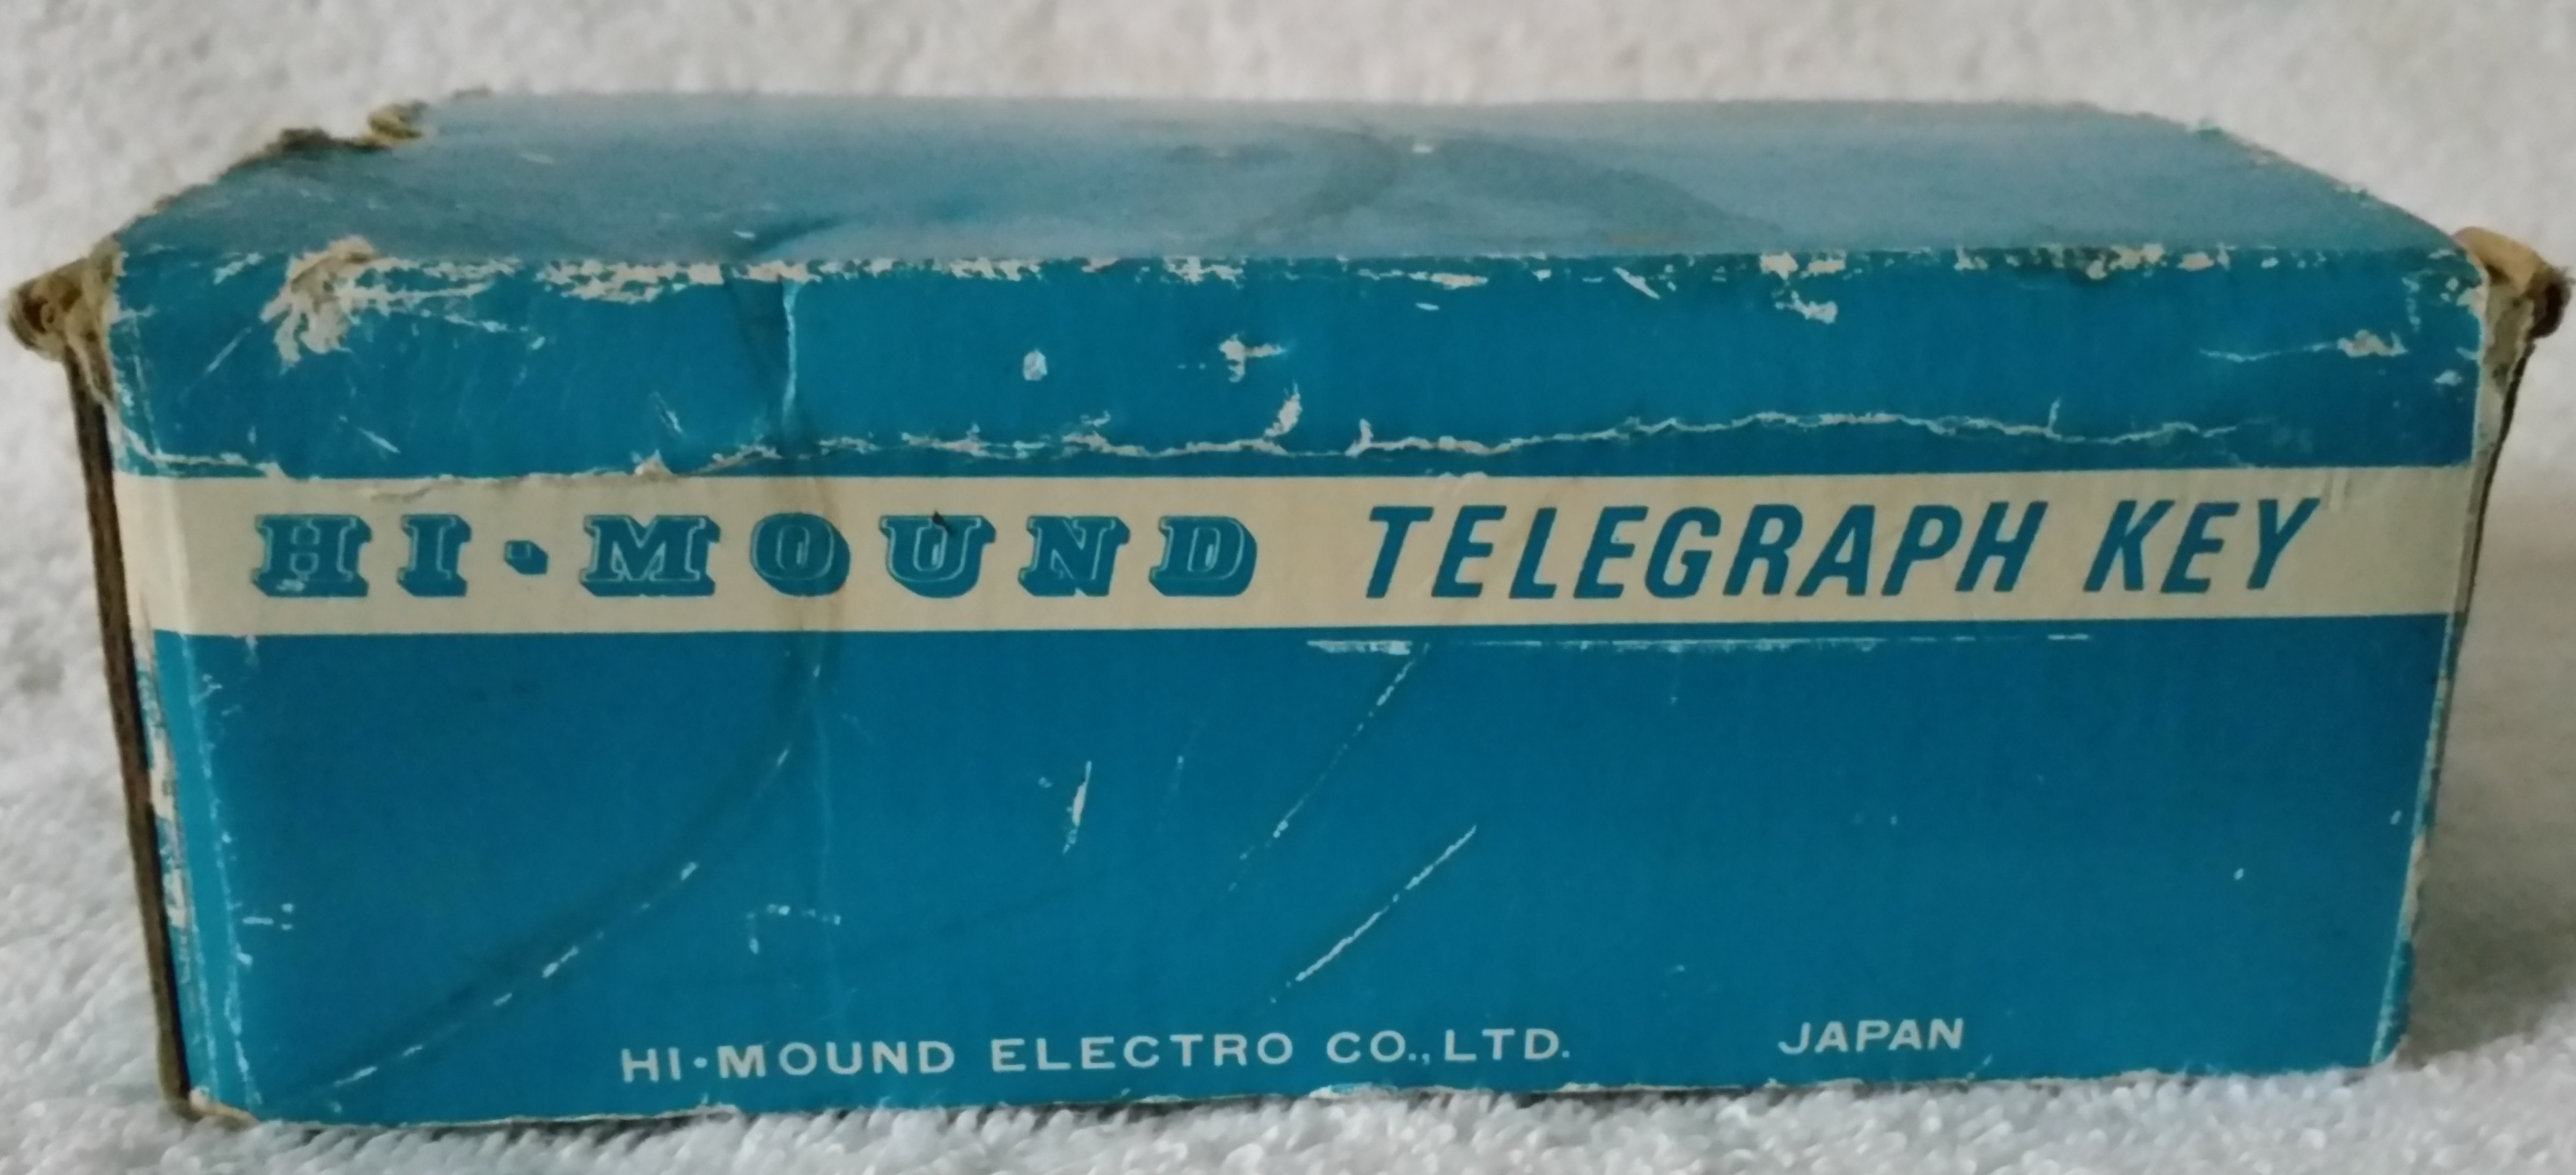 HI·MOUND TELEGRAPH KEY
HI·MOUND ELECTRO CO.,LTD. JAPAN